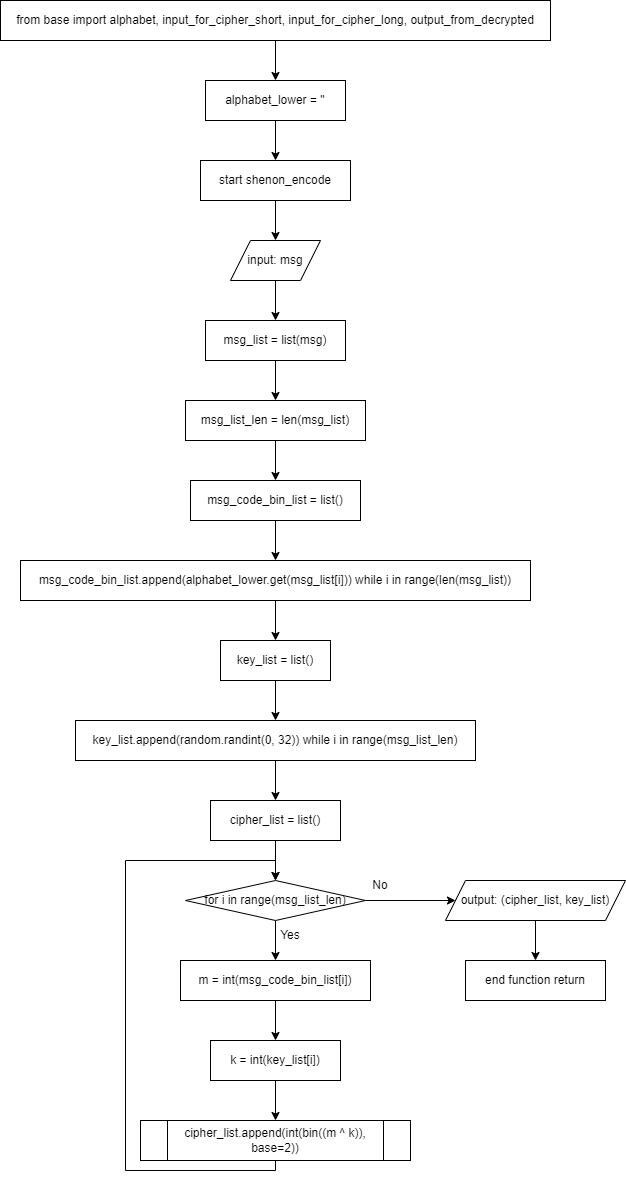 from base import alphabet, input_for_cipher_short, input_for_cipher_long, output_from_decrypted
alphabet_lower = ''
start shenon_encode
input: msg
msg_list = list(msg)
msg_list_len = len(msg_list)
msg_code_bin_list = list()
msg_code_bin_list.append(alphabet_lower.get(msg_list[i])) while i in range(len(msg_list))
key_list = list()
key_list.append(random.randint(0, 32)) while i in range(msg_list_len)
cipher_list = list()
for i in range(msg_list_len)
No
output: (cipher_list, key_list)
Yes
m = int(msg_code_bin_list[i])
end function return
k = int(key_list[i])
cipher_list.append(int(bin((m ^ k)),
base=2))